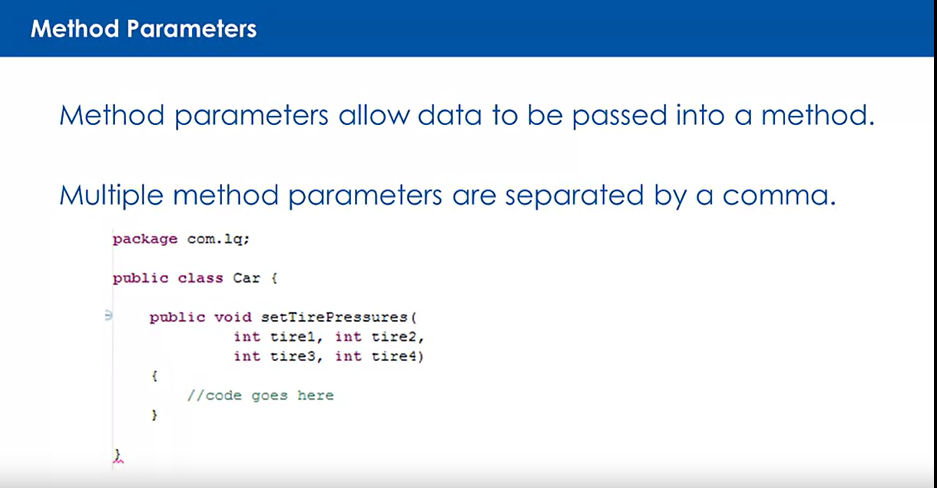 Method Parameters
Method parameters allow data to be passed into a method.
Multiple method parameters are separated by a comma.
package com.lq;
public class Car {
public void setTirePressures(
int tire1, int tire2,
int tire3, int tire4)
{
//code goes here
}
}